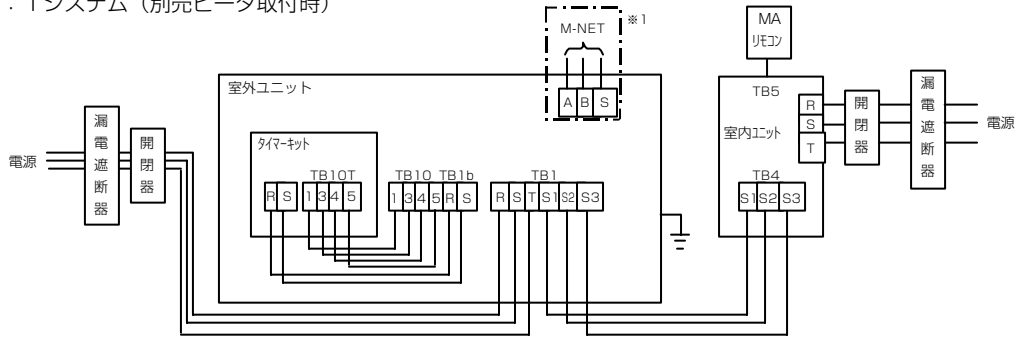 ：1システム（別売ヒータ取付時）
※1
M-NET
A B S
MA
リモコン
室外ユニット
タイマーキット
R S
TB10T
1 3 4 5
TB10 TB1b
1 3 4 5 R S
TB1
R S T S1 S2 S3
TB5
R
S
T
室内ユニット
TB4
S1 S2 S3
電源
漏電遮断器
開閉器
開閉器
漏電遮断器
電源